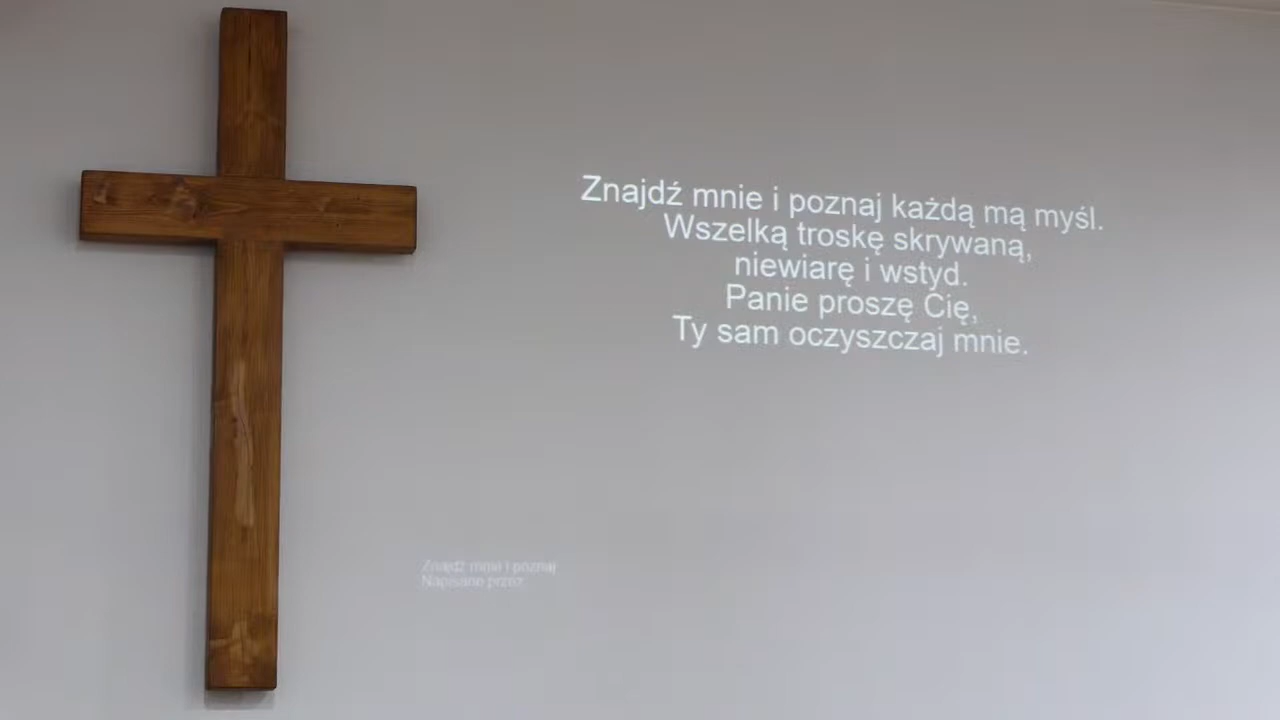 Znajdź mnie i poznaj każdą mą myśl.
Wszelką troskę skrywaną,
niewiarę i wstyd.
Panie proszę Cię,
Ty sam oczyszczaj mnie.
Znajdź mnie i poznaj
Napisane przez